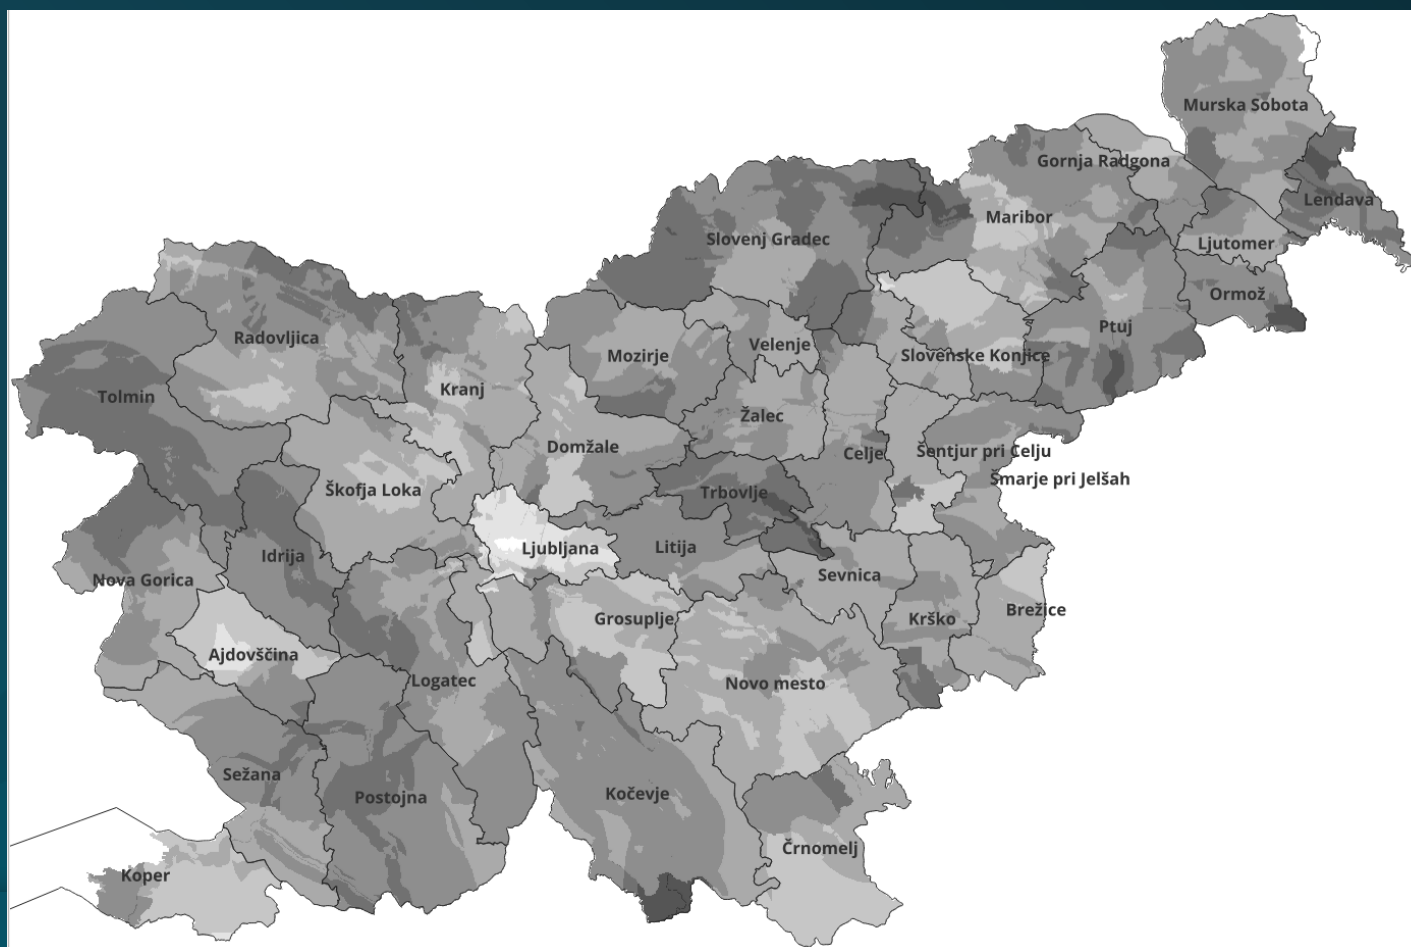 Murska Sobota
Gornja Radgona
Lendava
Maribor
Slovenj Gradec
Ljutomer
Ormož
Ptuj
Radovljica
Velenje
Mozirje
Slovenske Konjice
Kranj
Tolmin
Žalec
Domžale
Celje
Šentjur pri Celju
Šmarje pri Jelšah
Škofja Loka
Trbovlje
Ljubljana
Litija
Idrija
Sevnica
Nova Gorica
Brežice
Grosuplje
Krško
Ajdovščina
Logatec
Novo mesto
Sežana
Kočevje
Postojna
Črnomelj
Koper